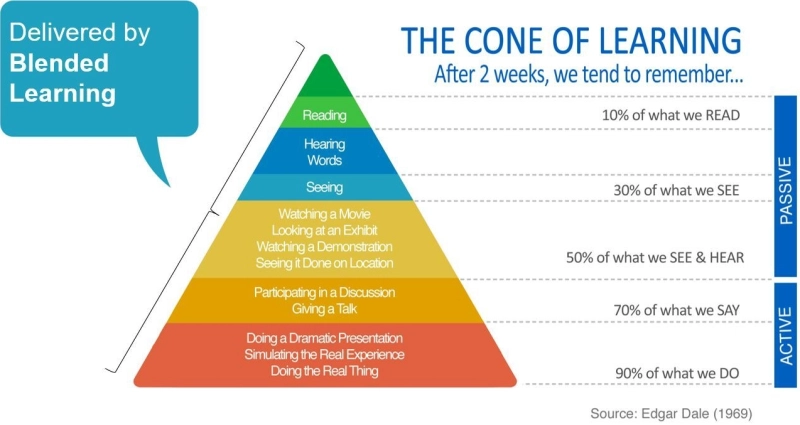 Delivered by
Blended
Learning
THE CONE OF LEARNING
After 2 weeks, we tend to remember...
Reading
10% of what we READ
Hearing
Words
Seeing
30% of what we SEE
Watching a Movie
Looking at an Exhibit
Watching a Demonstration
Seeing it Done on Location
50% of what we SEE & HEAR
PASSIVE
Participating in a Discussion
Giving a Talk
70% of what we SAY
Doing a Dramatic Presentation
Simulating the Real Experience
Doing the Real Thing
90% of what we DO
ACTIVE
Source: Edgar Dale (1969)